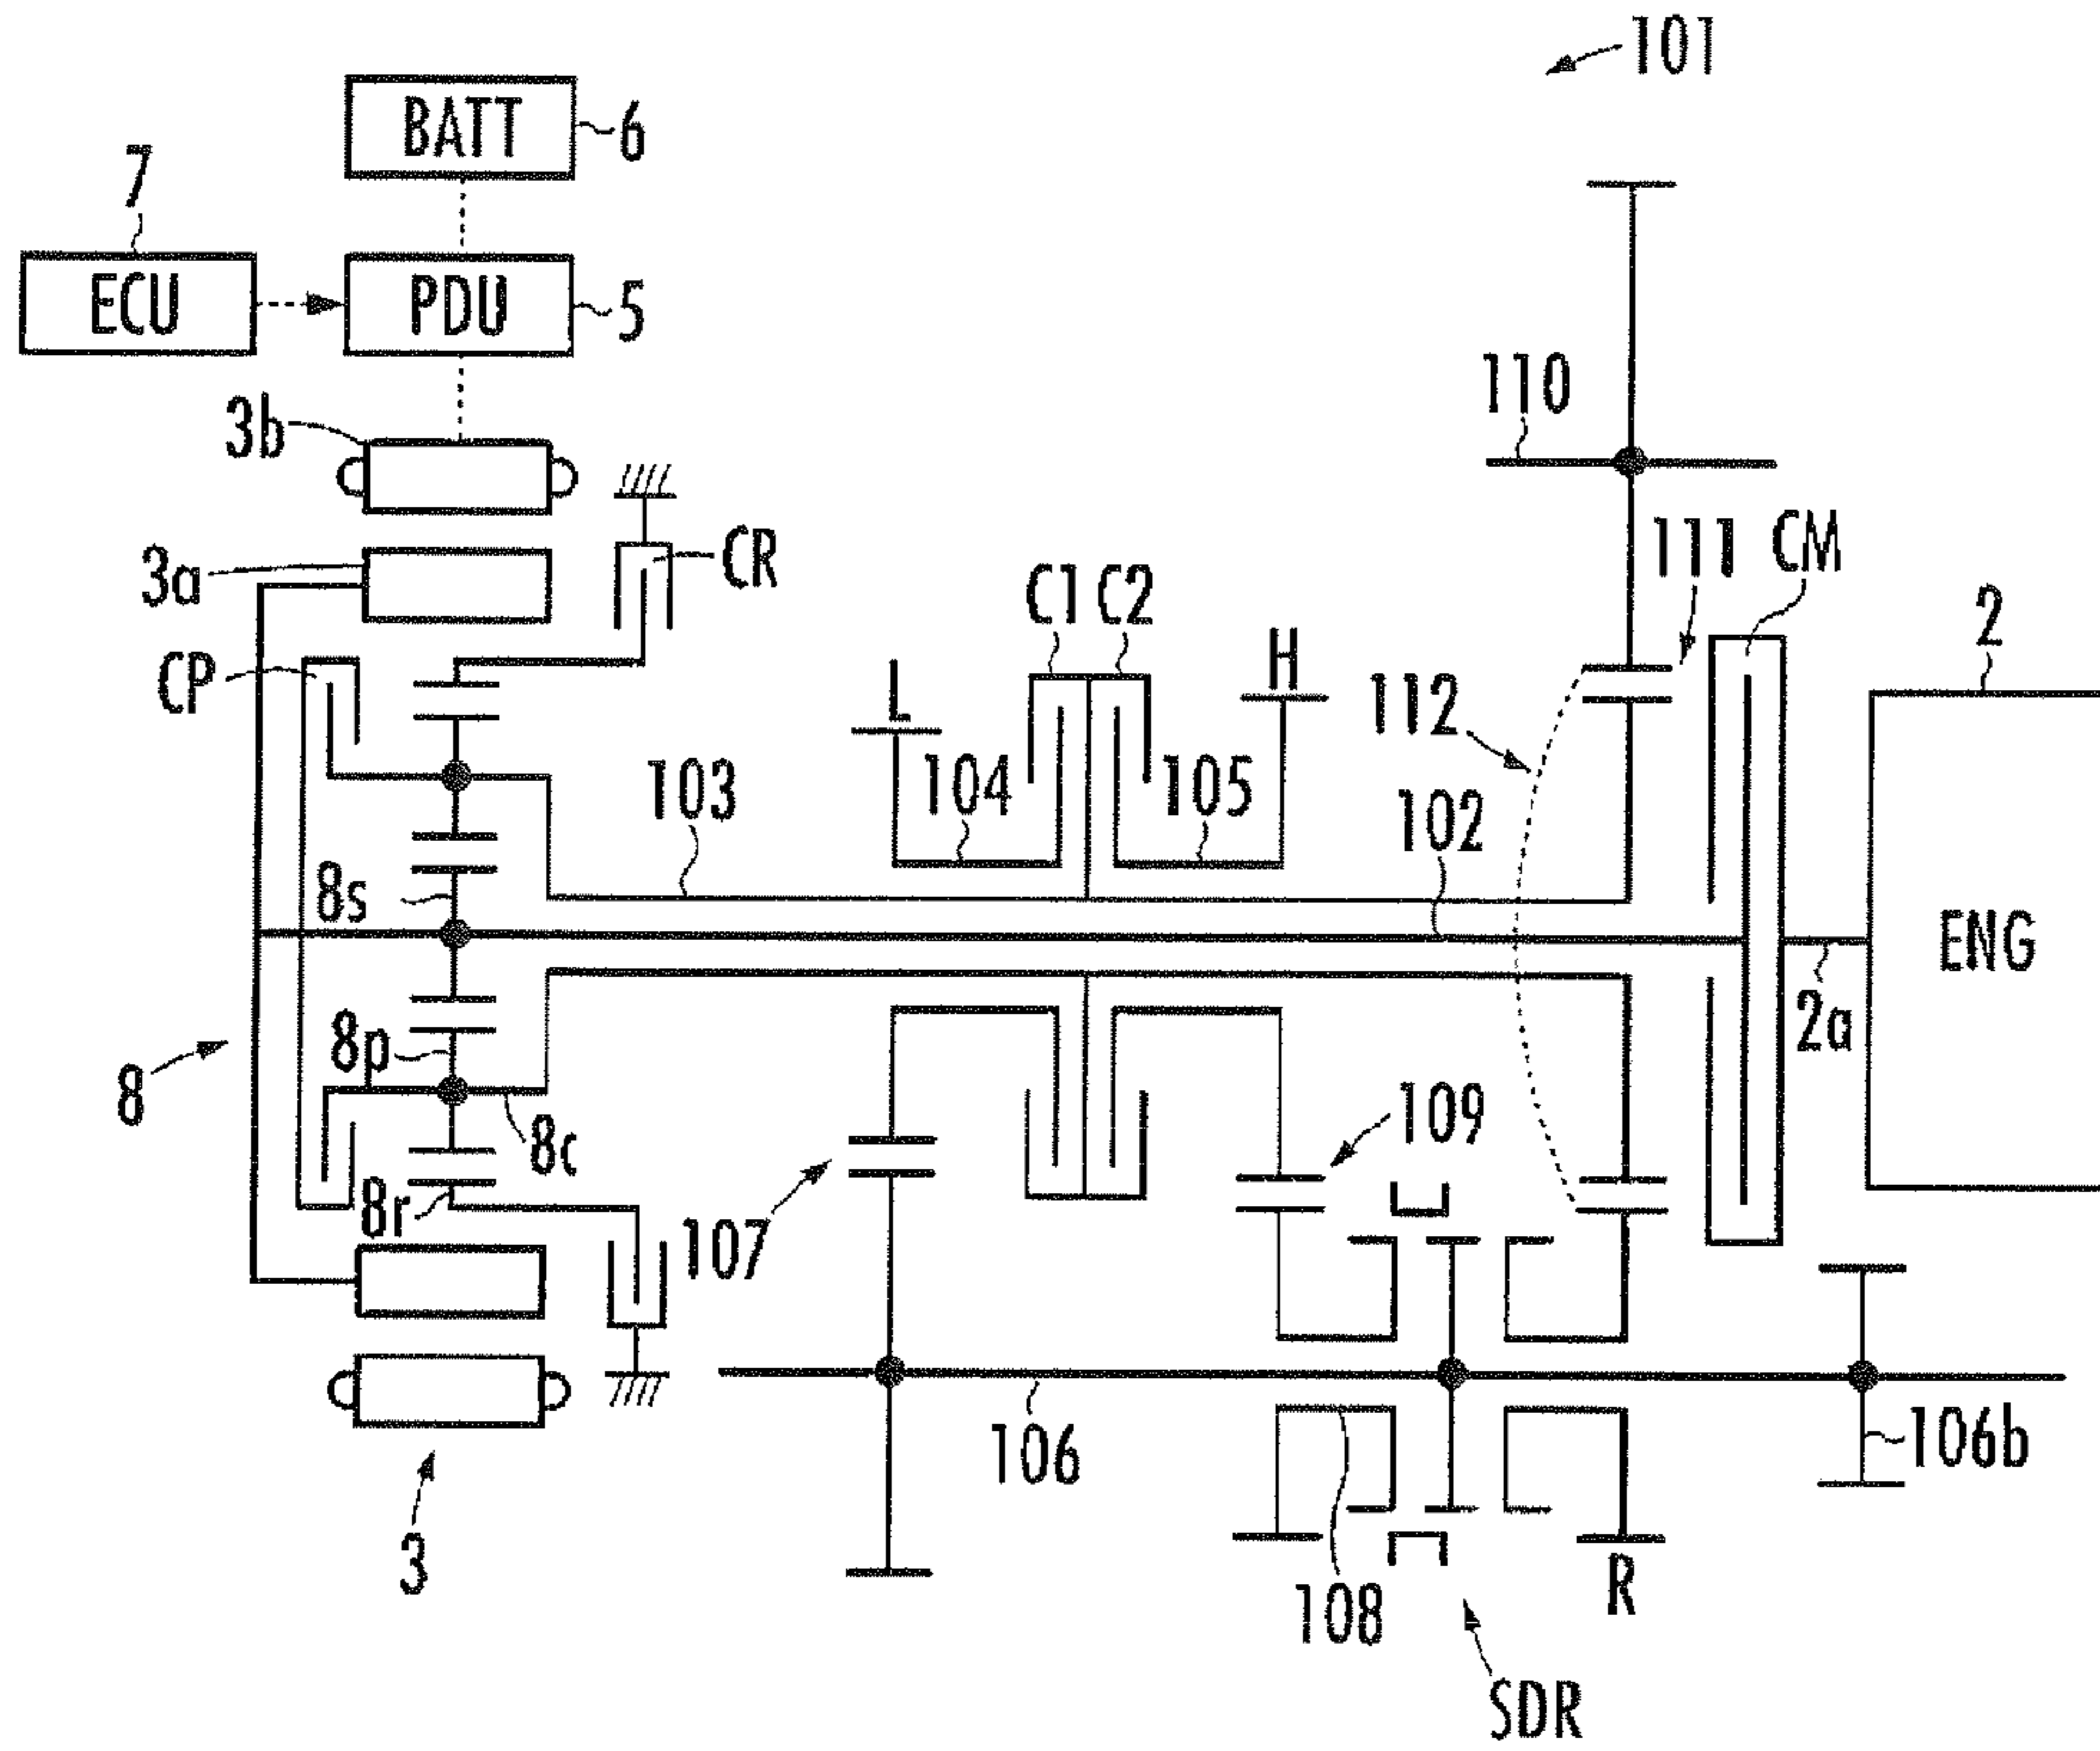 101
BATT
6
7
ECU
PDU
5
3b
110
3a
CR
111
CM
C1
C2
2
CP
L
H
112
103
104
105
102
8s
ENG
2a
8p
8
109
8c
8r
107
106
106b
3
108
R
SDR